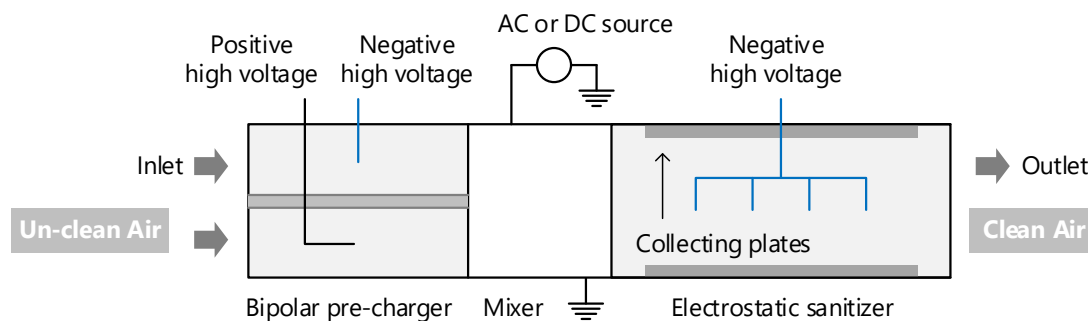 AC or DC source
Positive
high voltage
Negative
high voltage
Negative
high voltage
Inlet
Outlet
Un-clean Air
Clean Air
Collecting plates
Bipolar pre-charger
Mixer
Electrostatic sanitizer